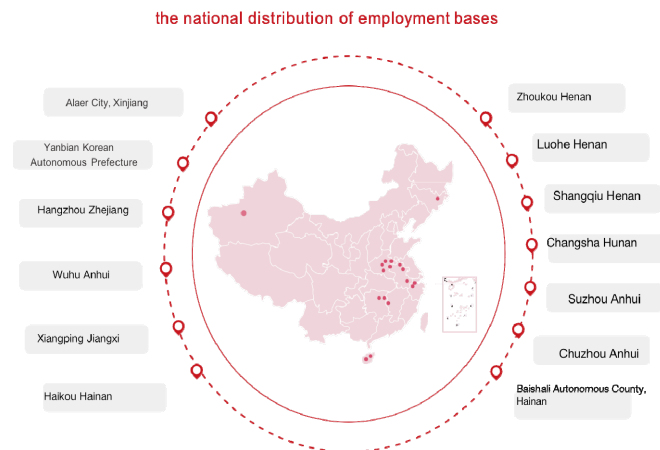 the national distribution of employment bases
Alaer City, Xinjiang
Yanbian Korean
Autonomous Prefecture
Hangzhou Zhejiang
Wuhu Anhui
Xiangping Jiangxi
Haikou Hainan
Zhoukou Henan
Luohe Henan
Shangqiu Henan
Changsha Hunan
Suzhou Anhui
Chuzhou Anhui
Baishali Autonomous County,
Hainan